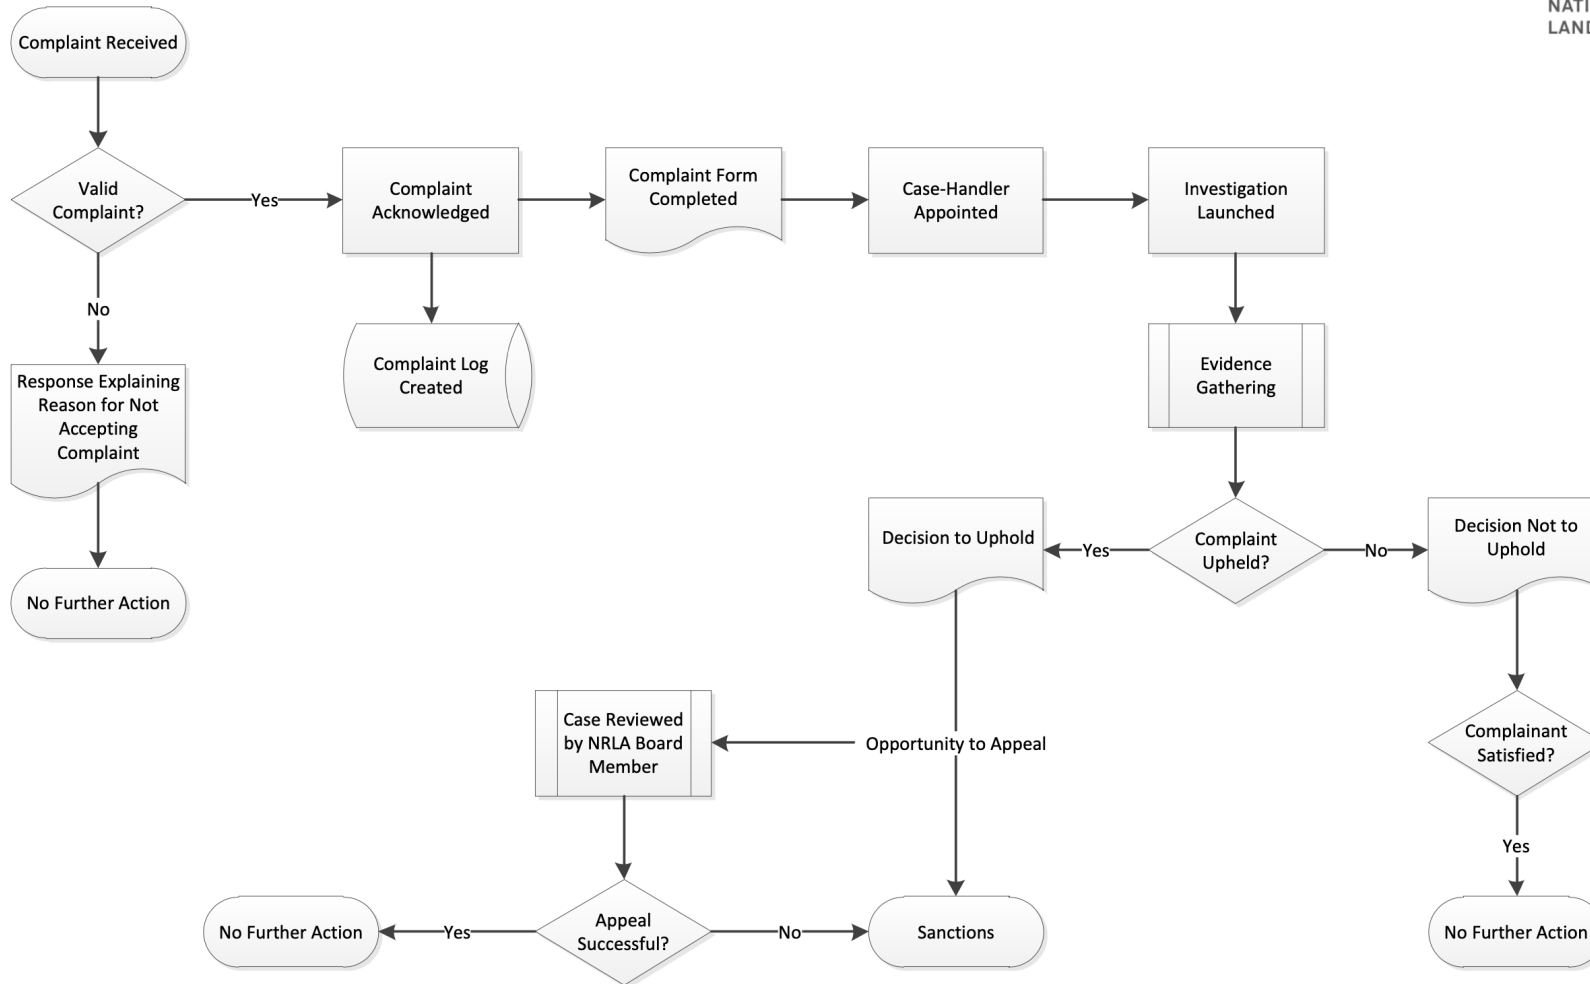 NATI
LAND
Complaint Received
Valid
Complaint?
Yes
Complaint
Acknowledged
Complaint Form
Completed
Case-Handler
Appointed
Investigation
Launched
No
Response Explaining
Reason for Not
Accepting
Complaint
Complaint Log
Created
Evidence
Gathering
No Further Action
Decision to Uphold
Yes
Complaint
Upheld?
No
Decision Not to
Uphold
Case Reviewed
by NRLA Board
Member
Opportunity to Appeal
Complainant
Satisfied?
Yes
No Further Action
Yes
Appeal
Successful?
No
Sanctions
No Further Action